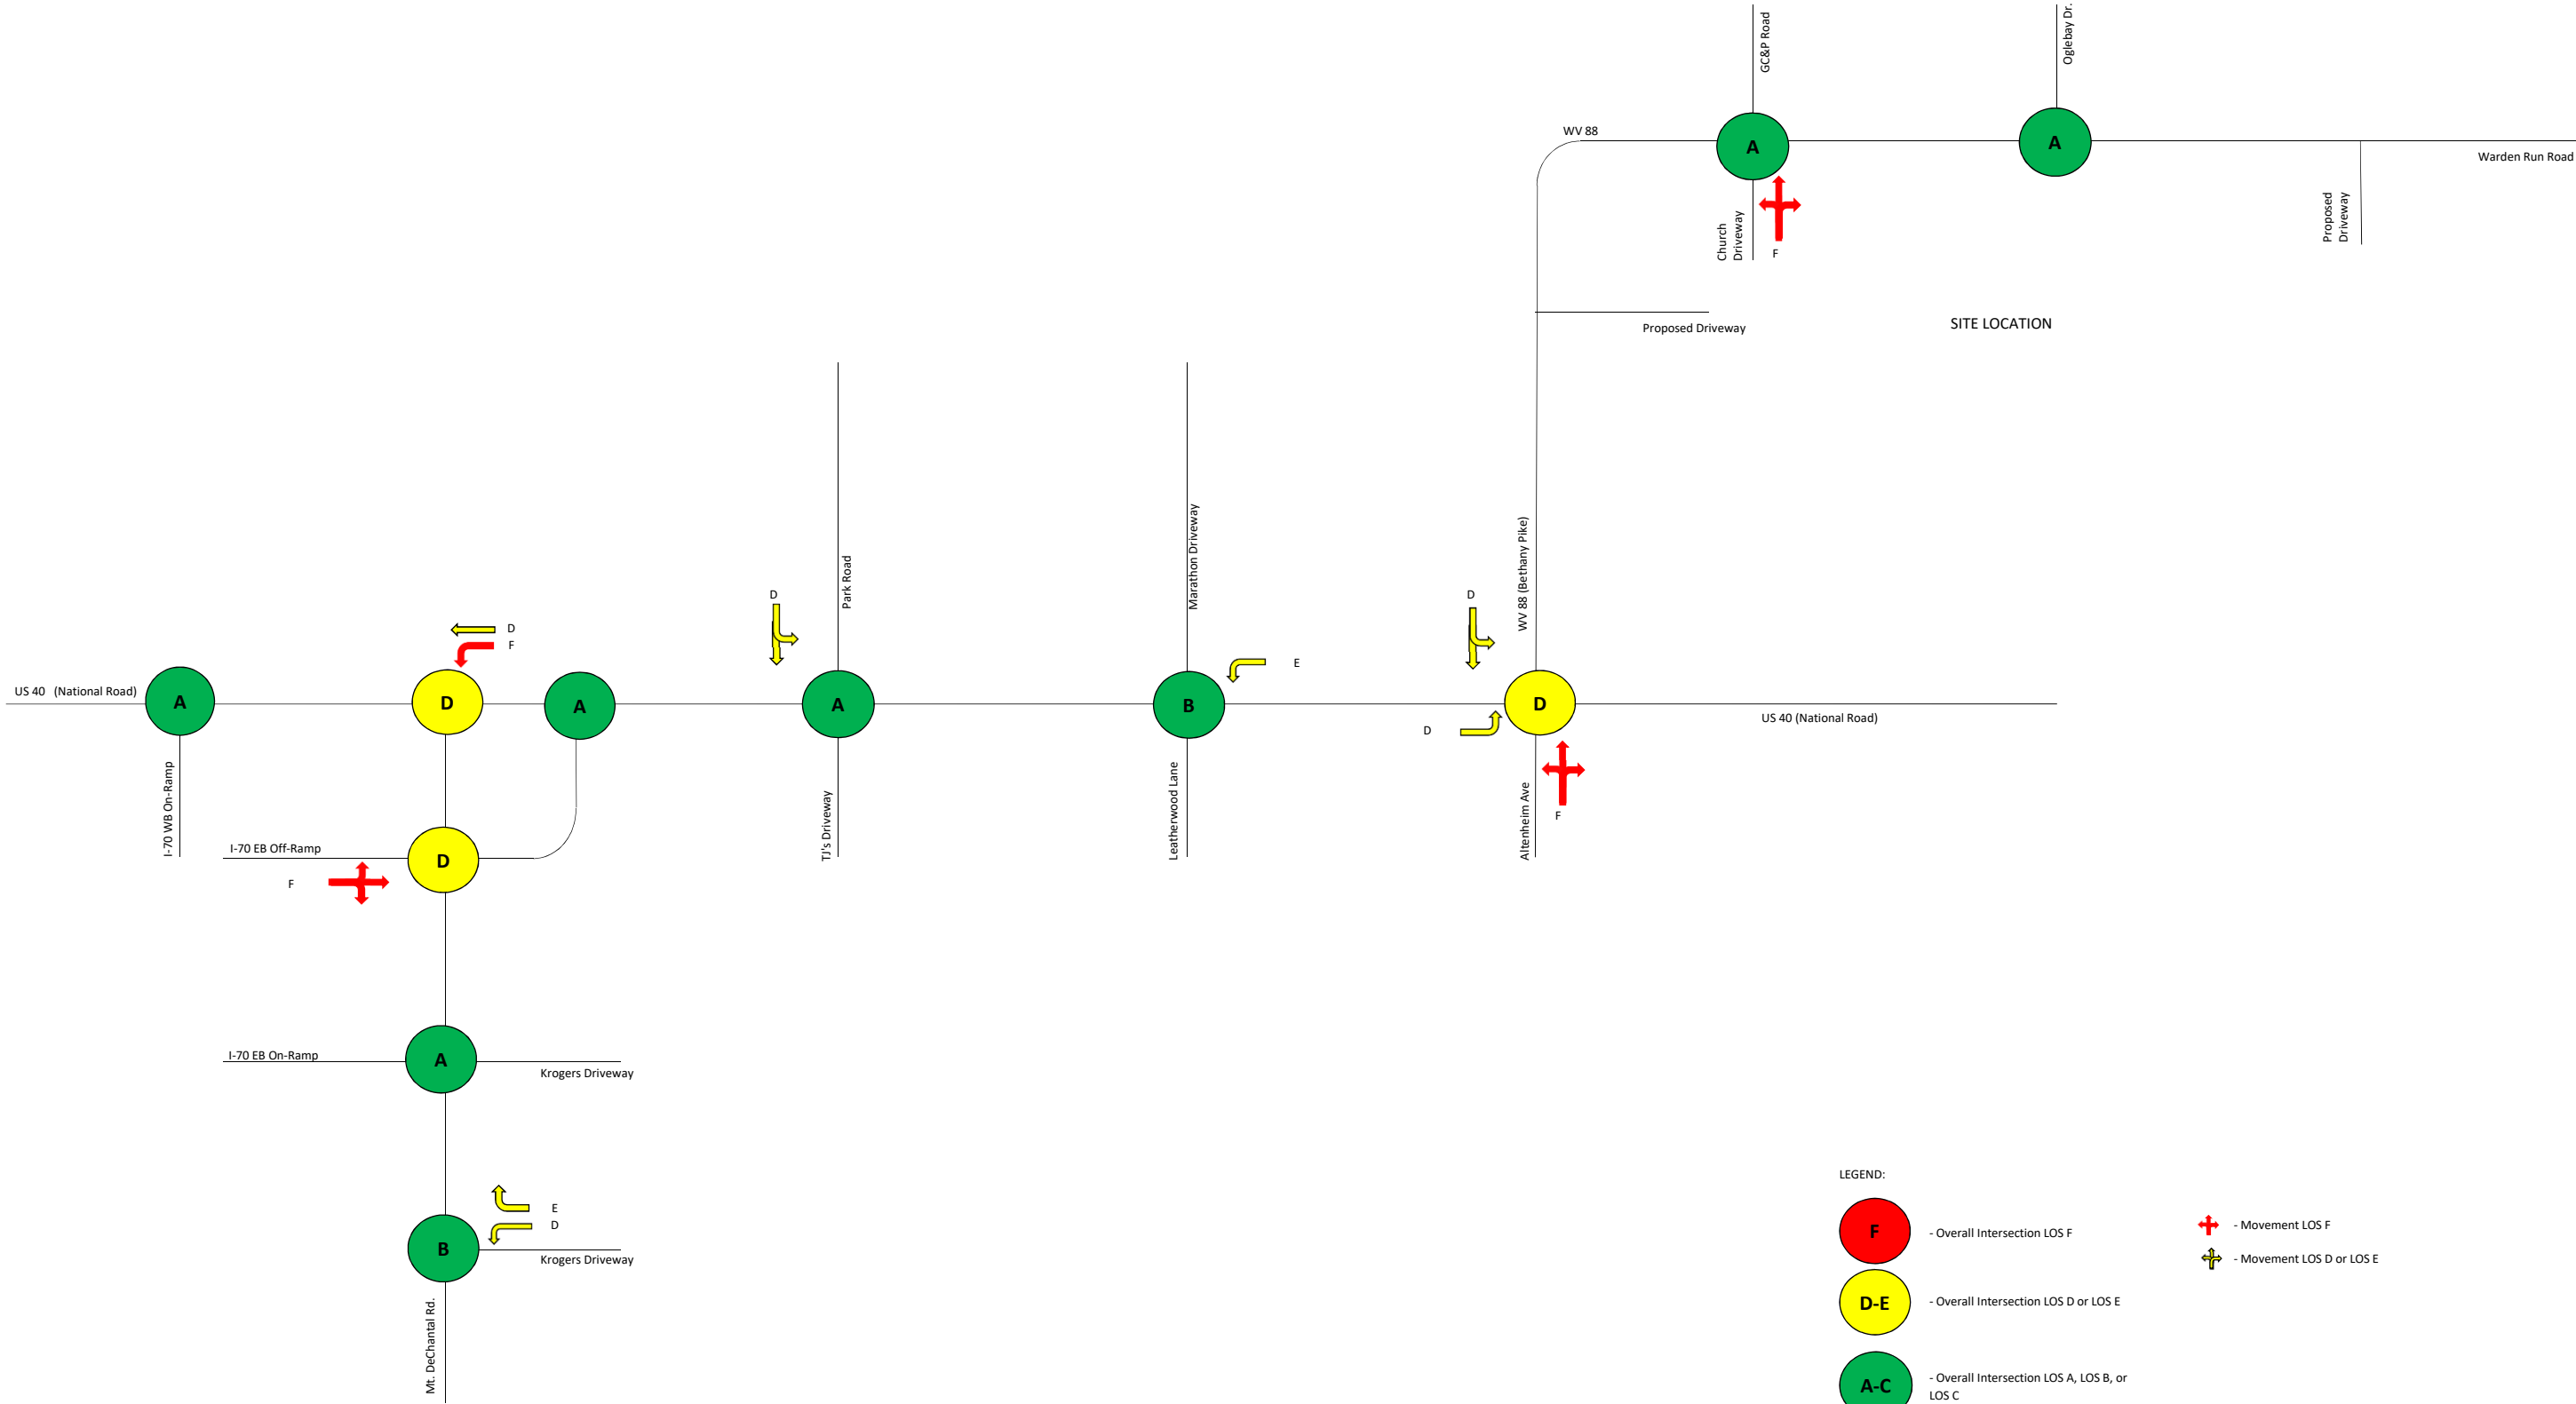 GC&P Road
Oglebay Dr.
WV 88
A
A
Warden Run Road
Church
Driveway
F
Proposed
Driveway
Proposed Driveway
SITE LOCATION
Park Road
Marathon Driveway
WV 88 (Bethany Pike)
D
D
D
F
E
US 40   (National Road)
A
D
A
A
B
D
D
US 40 (National Road)
I-70 WB On-Ramp
TJ's Driveway
Leatherwood Lane
Altenheim Ave
F
I-70 EB Off-Ramp
D
F
I-70 EB On-Ramp
A
Krogers Driveway
E
D
B
Krogers Driveway
Mt. DeChantal Rd.
LEGEND:
F
- Overall Intersection LOS F
- Movement LOS F
- Movement LOS D or LOS E
D-E
- Overall Intersection LOS D or LOS E
A-C
- Overall Intersection LOS A, LOS B, or
LOS C